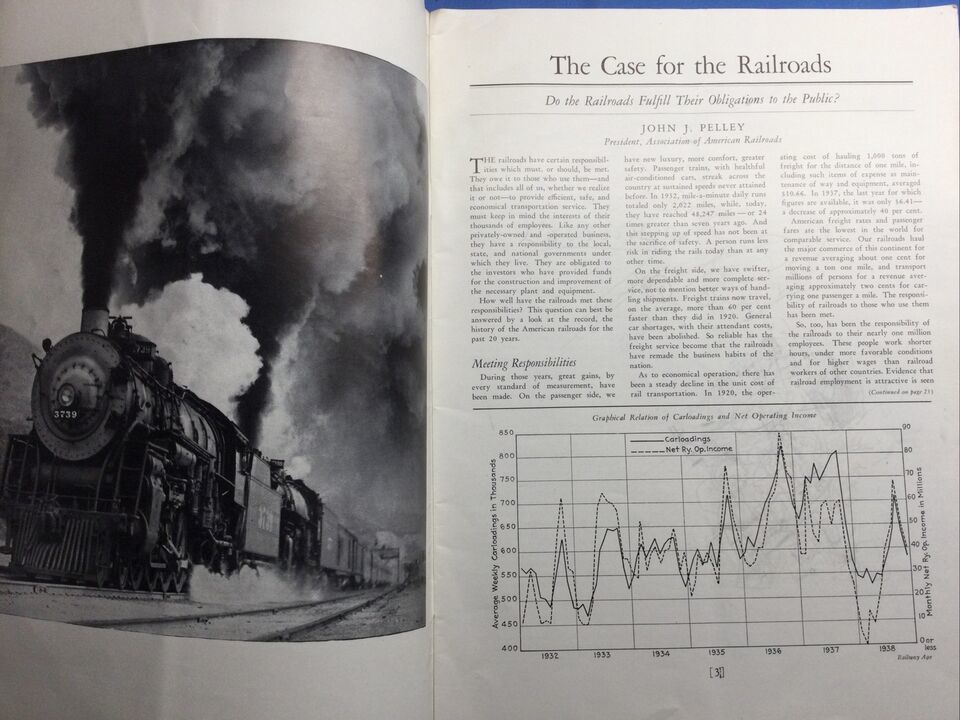 3739
3739
3739
The Case for the Railroads
Do the Railroads Fulfill Their Obligations to the Public?
JOHN J. PELLEY
President, Association of American Railroads
THE railroads have certain responsibil-
ities which must, or should, be met.
They owe it to those who use them—and
that includes all of us, whether we realize
it or not—to provide efficient, safe, and
economical transportation service. They
must keep in mind the interests of their
thousands of employees. Like any other
privately-owned and -operated business,
they have a responsibility to the local,
state, and national governments under
which they live. They are obligated to
the investors who have provided funds
for the construction and improvement of
the necessary plant and equipment.
How well have the railroads met these
responsibilities? This question can best be
answered by a look at the record, the
history of the American railroads for the
past 20 years.
Meeting Responsibilities
During those years, great gains, by
every standard of measurement, have
been made. On the passenger side, we
have new luxury, more comfort, greater
safety. Passenger trains, with healthful
air-conditioned cars, streak across the
country at sustained speeds never attained
before. In 1932, mile-a-minute daily runs
totaled only 2,022 miles, while, today,
they have reached 48,247 miles—or 24
times greater than seven years ago. And
this stepping up of speed has not been at
the sacrifice of safety. A person runs less
risk in riding the rails today than at any
other time.
On the freight side, we have swifter,
more dependable and more complete ser-
vice, not to mention better ways of hand-
ling shipments. Freight trains now travel,
on the average, more than 60 per cent
faster than they did in 1920. General
car shortages, with their attendant costs,
have been abolished. So reliable has the
freight service become that the railroads
have remade the business habits of the
nation.
As to economical operation, there has
been a steady decline in the unit cost of
rail transportation. In 1920, the oper-
ating cost of hauling 1,000 tons of
freight for the distance of one mile, in-
cluding such items of expense as main-
tenance of way and equipment, averaged
$10.66. In 1937, the last year for which
figures are available, it was only $6.41—
a decrease of approximately 40 per cent.
American freight rates and passenger
fares are the lowest in the world for
comparable service. Our railroads haul
the major commerce of this continent for
a revenue averaging about one cent for
moving a ton one mile, and transport
millions of persons for a revenue aver-
aging approximately two cents for car-
rying one passenger a mile. The responsi-
bility of railroads to those who use them
has been met.
So, too, has been the responsibility of
the railroads to their nearly one million
employees. These people work shorter
hours, under more favorable conditions
and for higher wages than railroad
workers of other countries. Evidence that
railroad employment is attractive is seen
(Continued on page 21)
Graphical Relation of Carloadings and Net Operating Income
Carloadings
Net Ry. Op. Income
Average Weekly Carloadings in Thousands
850
800
750
700
650
600
550
500
450
400
90
80
70
60
50
40
30
20
10
0 or
less
Monthly Net Ry. Op. Income in Millions
1932 1933 1934 1935 1936 1937 1938
Railway Age